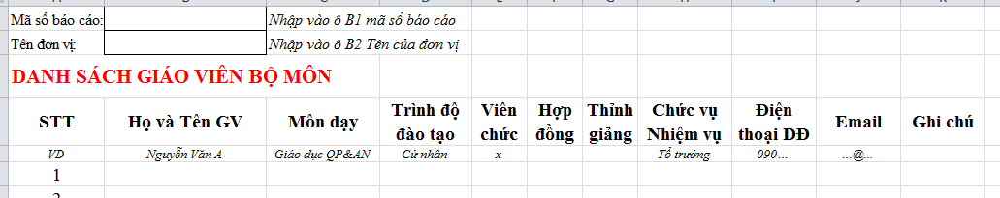 Mã số báo cáo: Nhập vào ô B1 mã số báo cáo
Tên đơn vị: Nhập vào ô B2 Tên của đơn vị
DANH SÁCH GIÁO VIÊN BỘ MÔN
STT Họ và Tên GV Môn dạy Trình độ đào tạo Viên chức Hợp đồng Thỉnh giảng Chức vụ Nhiệm vụ Điện thoại DĐ Email Ghi chú
VD Nguyễn Văn A Giáo dục QP&AN Cử nhân x Tổ trưởng 090... ...@...
1